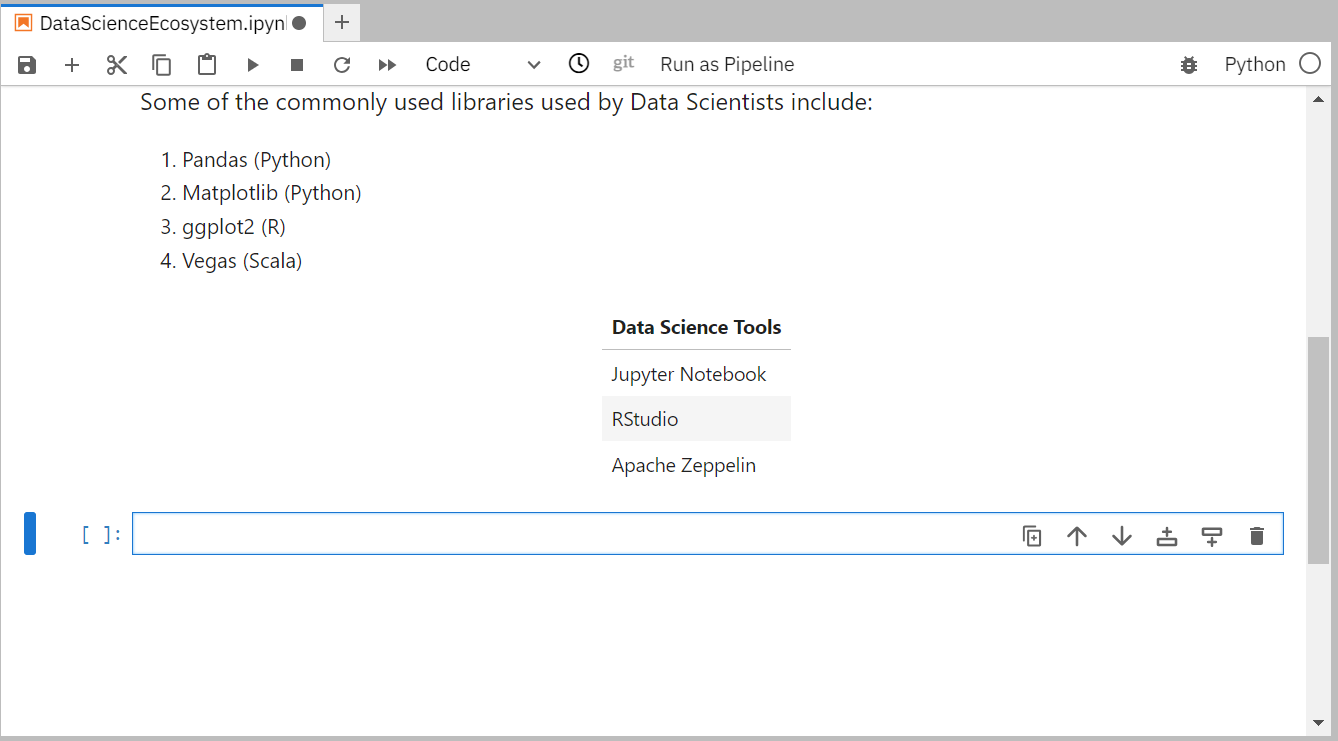 DataScienceEcosystem.ipyn
Code
git
Run as Pipeline
Python
Some of the commonly used libraries used by Data Scientists include:
1. Pandas (Python)
2. Matplotlib (Python)
3. ggplot2 (R)
4. Vegas (Scala)
Data Science Tools
Jupyter Notebook
RStudio
Apache Zeppelin
[ ]: